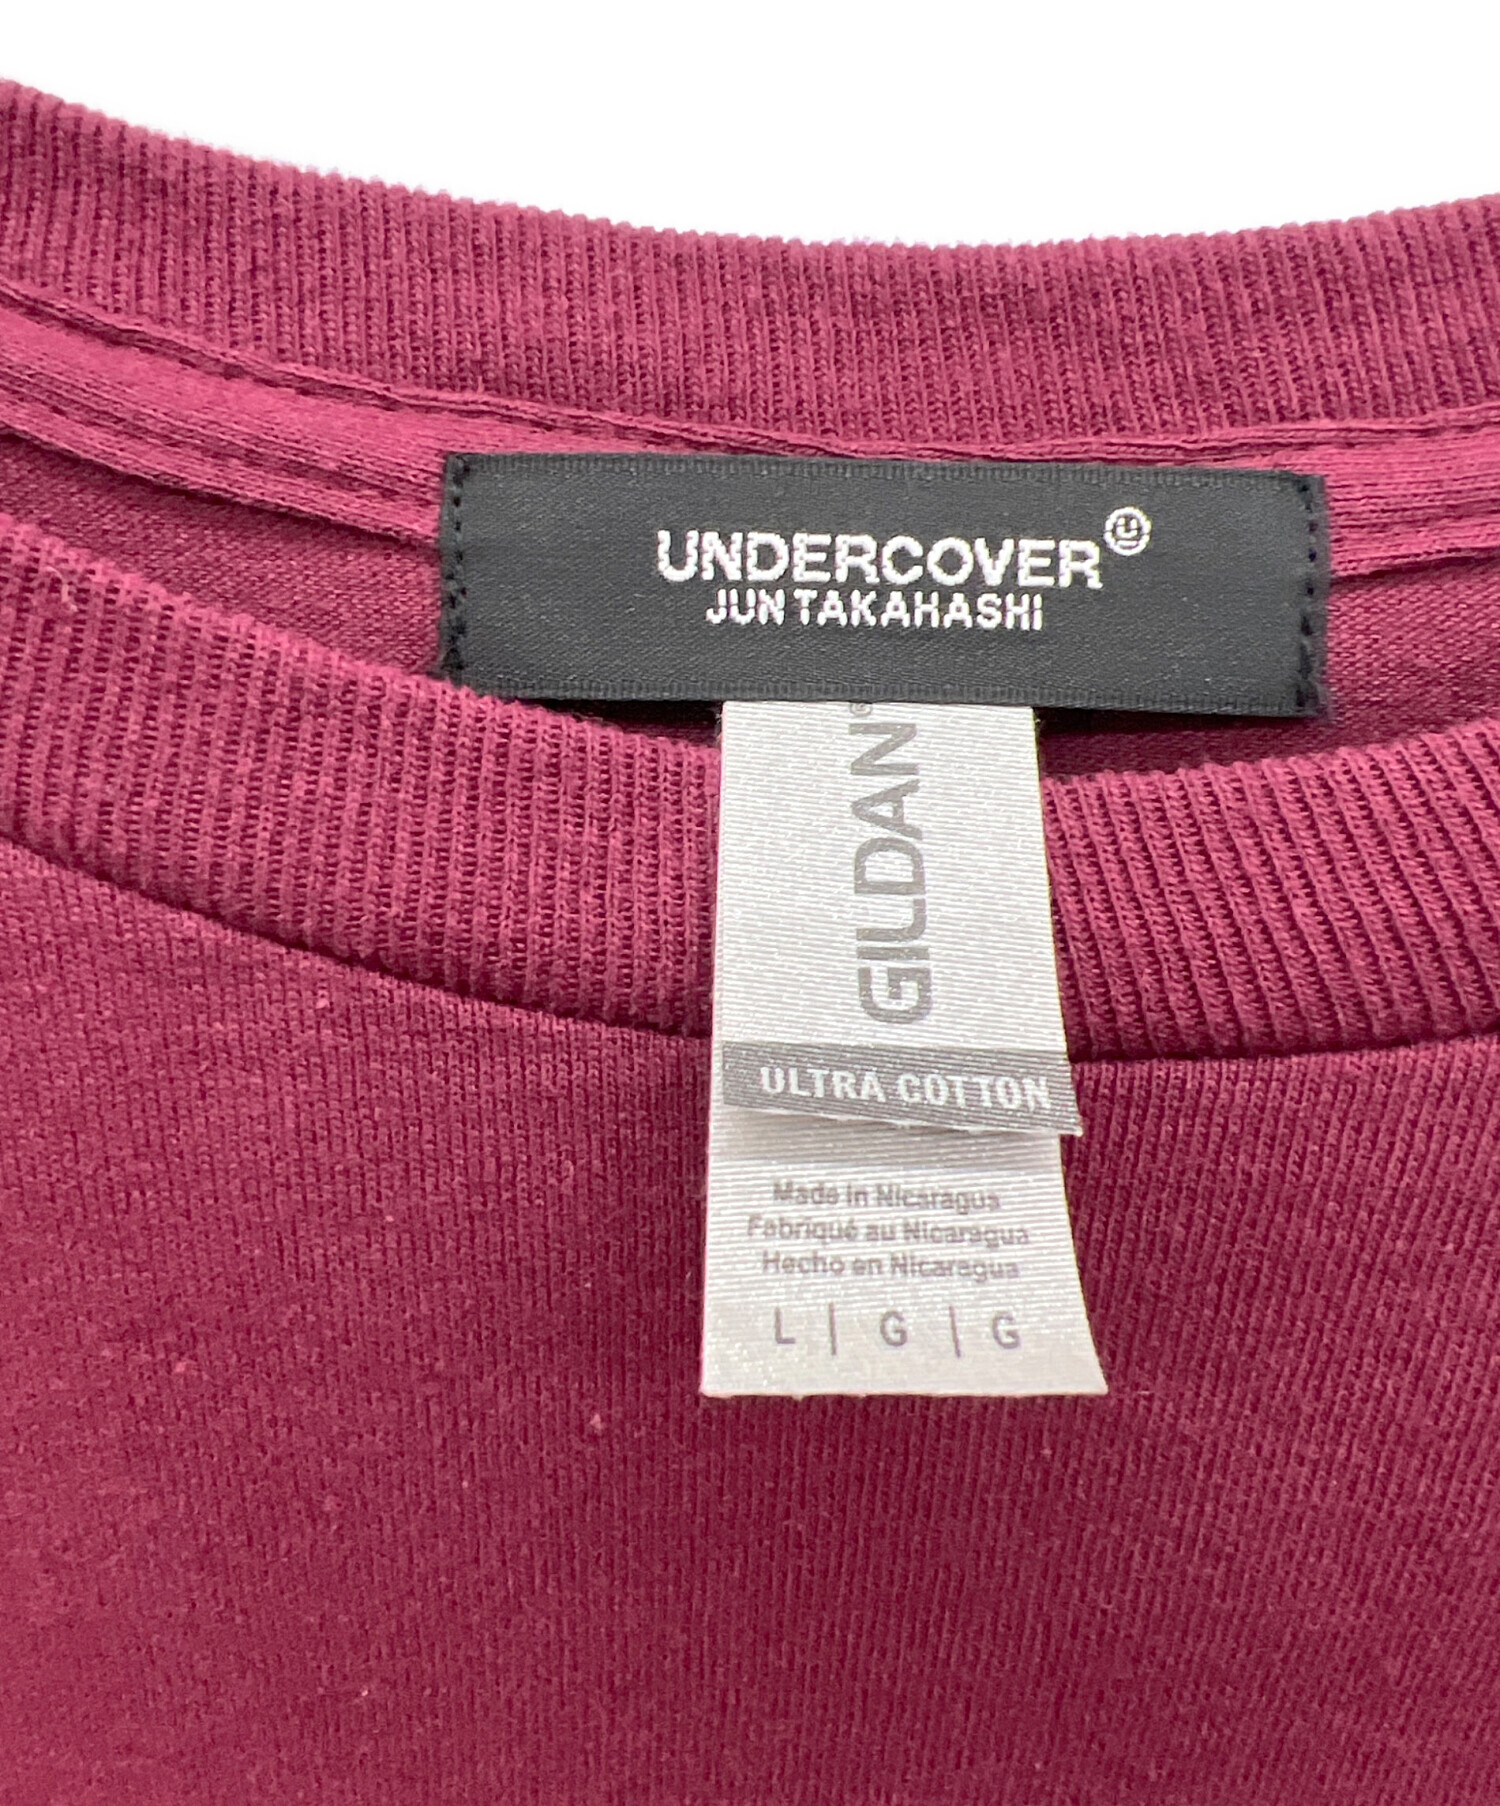 UNDERCOVER
JUN TAKAHASHI
GILDAN®
ULTRA COTTON
Made in Nicaragua
Fabriqué au Nicaragua
Hecho en Nicaragua
L | G | G